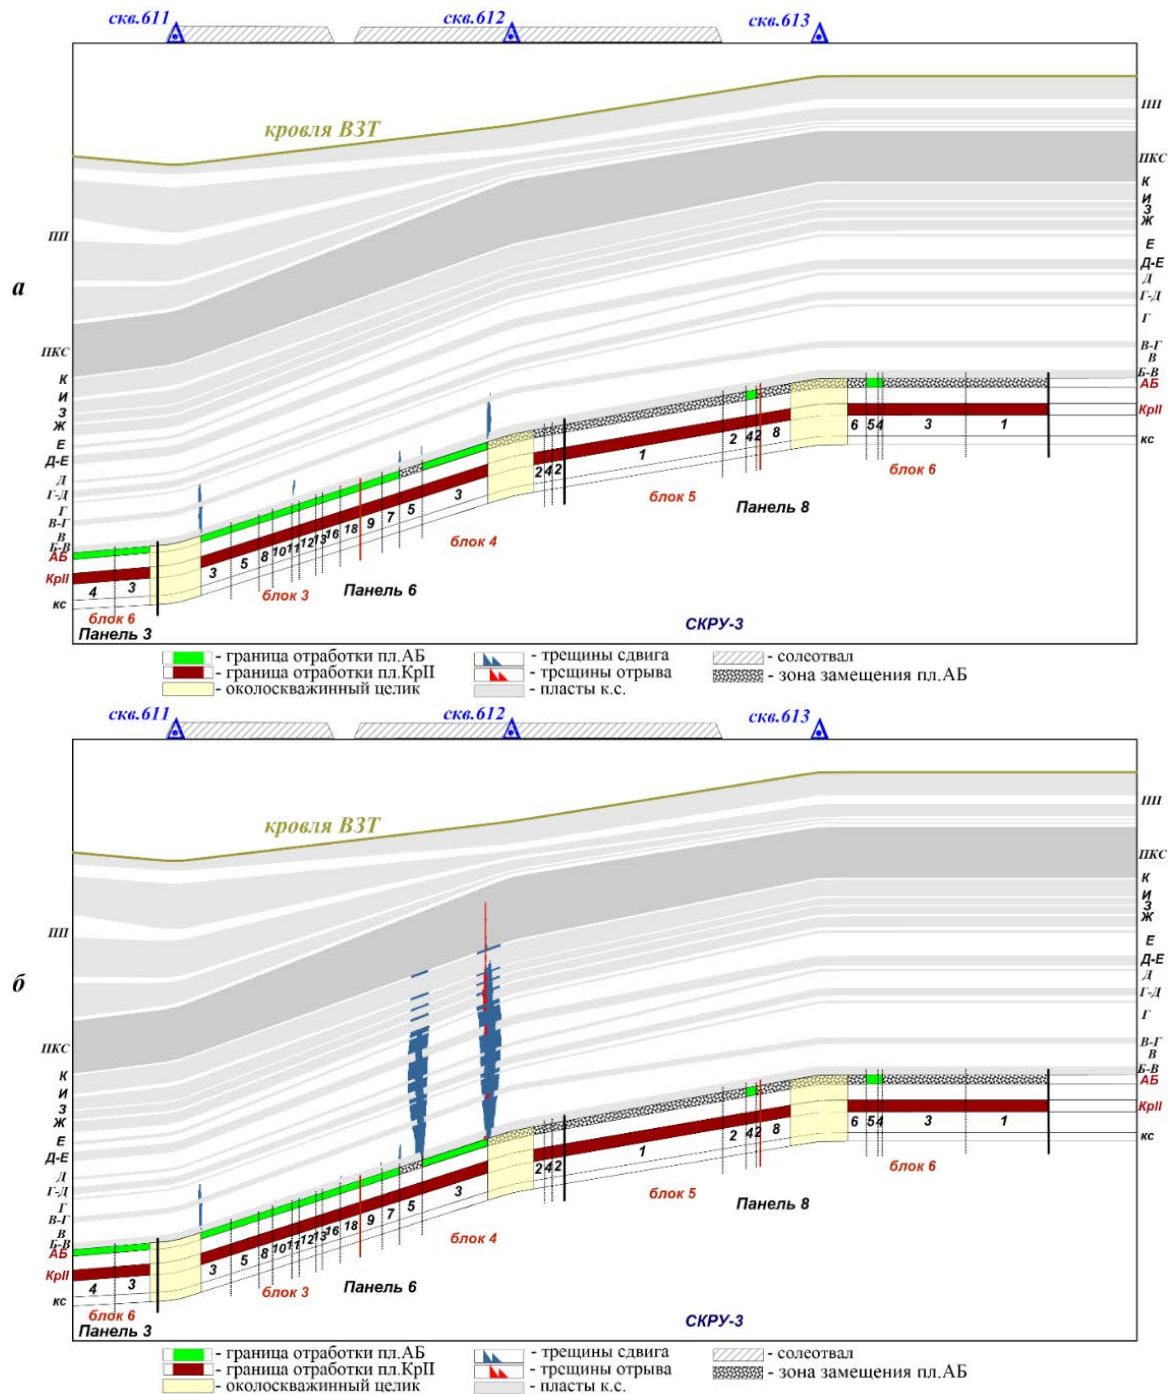 скв.611 скв.612 скв.613
кровля ВЗТ
ПП
ПКС
К
И
З
Ж
Е
Д-Е
Д
Г-Д
Г
В-Г
В
Б-В
АБ
КрII
кс
ПП
ПКС
К
И
З
Ж
Е
Д-Е
Д
Г-Д
Г
В-Г
В
Б-В
АБ
КрII
кс
а
4 3 3 5 8 10 11 12 13 16 18 9 7 5 3 2 4 2 1 2 4 2 8 6 5 4 3 1
блок 6
блок 3
блок 4
блок 5
блок 6
Панель 3
Панель 6
Панель 8
СКРУ-3
- граница отработки пл.АБ
- граница отработки пл.КрII
- околоскважинный целик
- трещины сдвига
- трещины отрыва
- пласты к.с.
- солеотвал
- зона замещения пл.АБ
скв.611 скв.612 скв.613
кровля ВЗТ
ПП
ПКС
К
И
З
Ж
Е
Д-Е
Д
Г-Д
Г
В-Г
В
Б-В
АБ
КрII
кс
ПП
ПКС
К
И
З
Ж
Е
Д-Е
Д
Г-Д
Г
В-Г
В
Б-В
АБ
КрII
кс
б
4 3 3 5 8 10 11 12 13 16 18 9 7 5 3 2 4 2 1 2 4 2 8 6 5 4 3 1
блок 6
блок 3
блок 4
блок 5
блок 6
Панель 3
Панель 6
Панель 8
СКРУ-3
- граница отработки пл.АБ
- граница отработки пл.КрII
- околоскважинный целик
- трещины сдвига
- трещины отрыва
- пласты к.с.
- солеотвал
- зона замещения пл.АБ